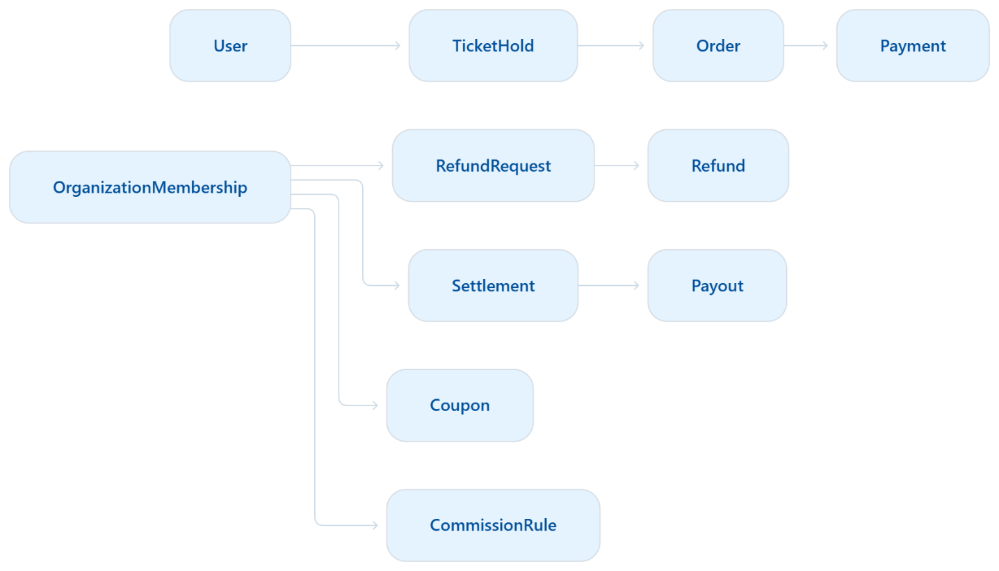 User
TicketHold
Order
Payment
OrganizationMembership
RefundRequest
Refund
Settlement
Payout
Coupon
CommissionRule